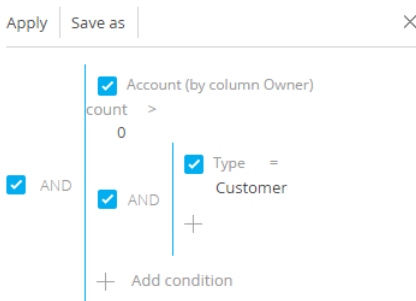 Apply Save as
Account (by column Owner)
count >
0
Type =
Customer
AND
AND
Add condition